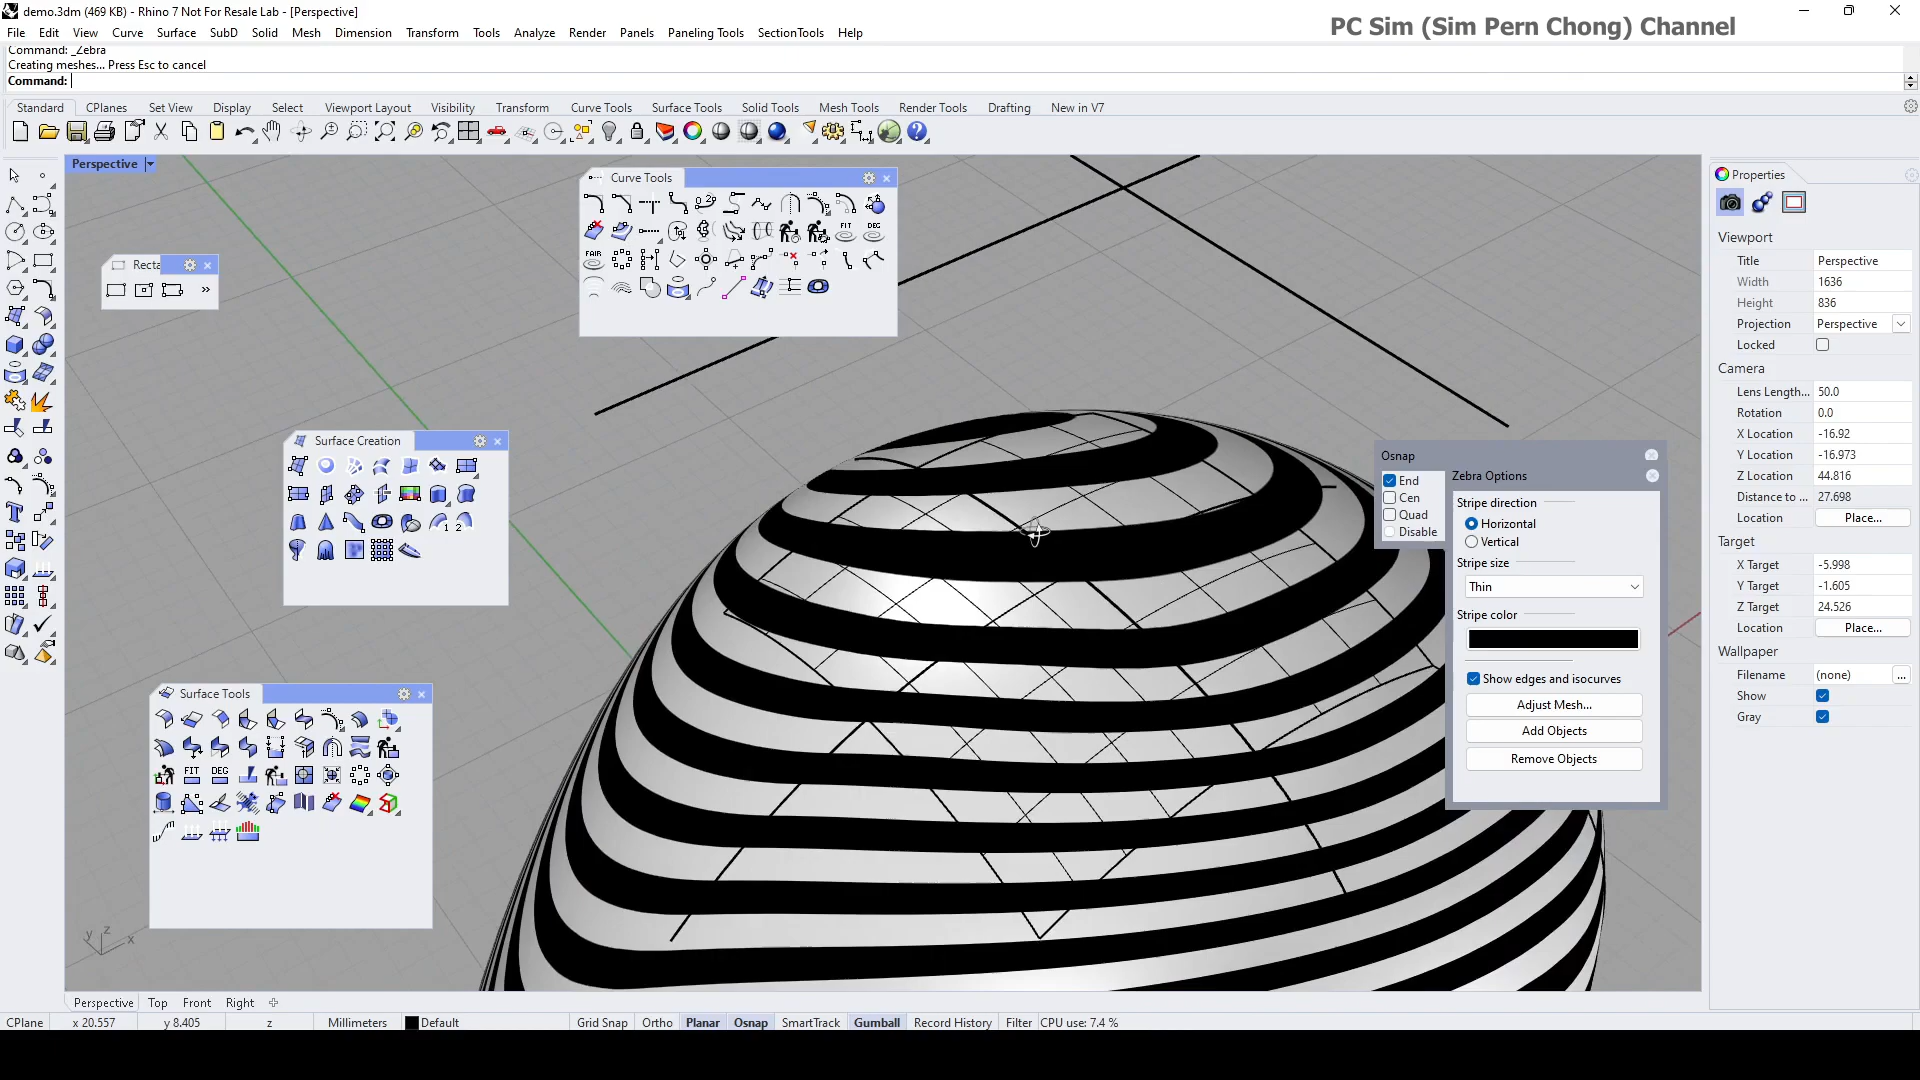 demo.3dm (469 KB) - Rhino 7 Not For Resale Lab - [Perspective]
PC Sim (Sim Pern Chong) Channel
File Edit View Curve Surface SubD Solid Mesh Dimension Transform Tools Analyze Render Panels Paneling Tools SectionTools Help
Command: _Zebra
Creating meshes... Press Esc to cancel
Command:
Standard CPlanes Set View Display Select Viewport Layout Visibility Transform Curve Tools Surface Tools Solid Tools Mesh Tools Render Tools Drafting New in V7
Perspective
Curve Tools
FIT DEG
FAIR
Recta
»
Surface Creation
1 2
Surface Tools
FIT DEG
Osnap
End
Cen
Quad
Disable
Zebra Options
Stripe direction
Horizontal
Vertical
Stripe size
Thin
Stripe color
Show edges and isocurves
Adjust Mesh...
Add Objects
Remove Objects
Properties
Viewport
Title Perspective
Width 1636
Height 836
Projection Perspective
Locked
Camera
Lens Length... 50.0
Rotation 0.0
X Location -16.92
Y Location -16.973
Z Location 44.816
Distance to ... 27.698
Location Place...
Target
X Target -5.998
Y Target -1.605
Z Target 24.526
Location Place...
Wallpaper
Filename (none) ...
Show
Gray
y z x
Perspective Top Front Right
CPlane x 20.557 y 8.405 z Millimeters Default Grid Snap Ortho Planar Osnap SmartTrack Gumball Record History Filter CPU use: 7.4 %